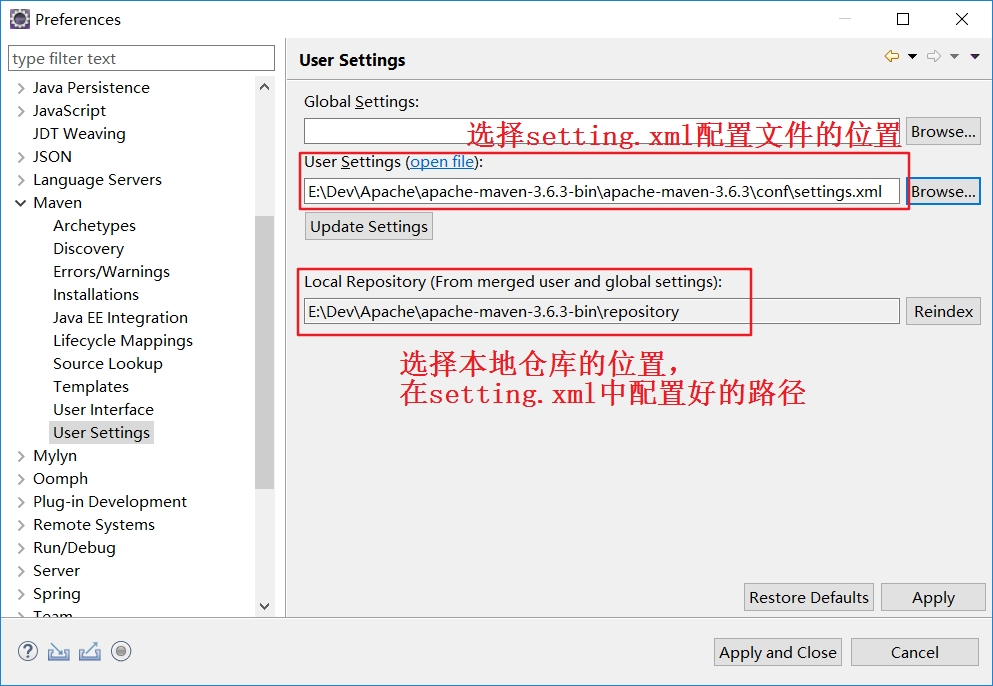 Preferences
type filter text
Java Persistence
JavaScript
JDT Weaving
JSON
Language Servers
Maven
Archetypes
Discovery
Errors/Warnings
Installations
Java EE Integration
Lifecycle Mappings
Source Lookup
Templates
User Interface
User Settings
Mylyn
Oomph
Plug-in Development
Remote Systems
Run/Debug
Server
Spring
Team
User Settings
Global Settings:
选择setting.xml配置文件的位置
Browse...
User Settings (open file):
E:\Dev\Apache\apache-maven-3.6.3-bin\apache-maven-3.6.3\conf\settings.xml
Browse...
Update Settings
Local Repository (From merged user and global settings):
E:\Dev\Apache\apache-maven-3.6.3-bin\repository
Reindex
选择本地仓库的位置，
在setting.xml中配置好的路径
Restore Defaults
Apply
Apply and Close
Cancel